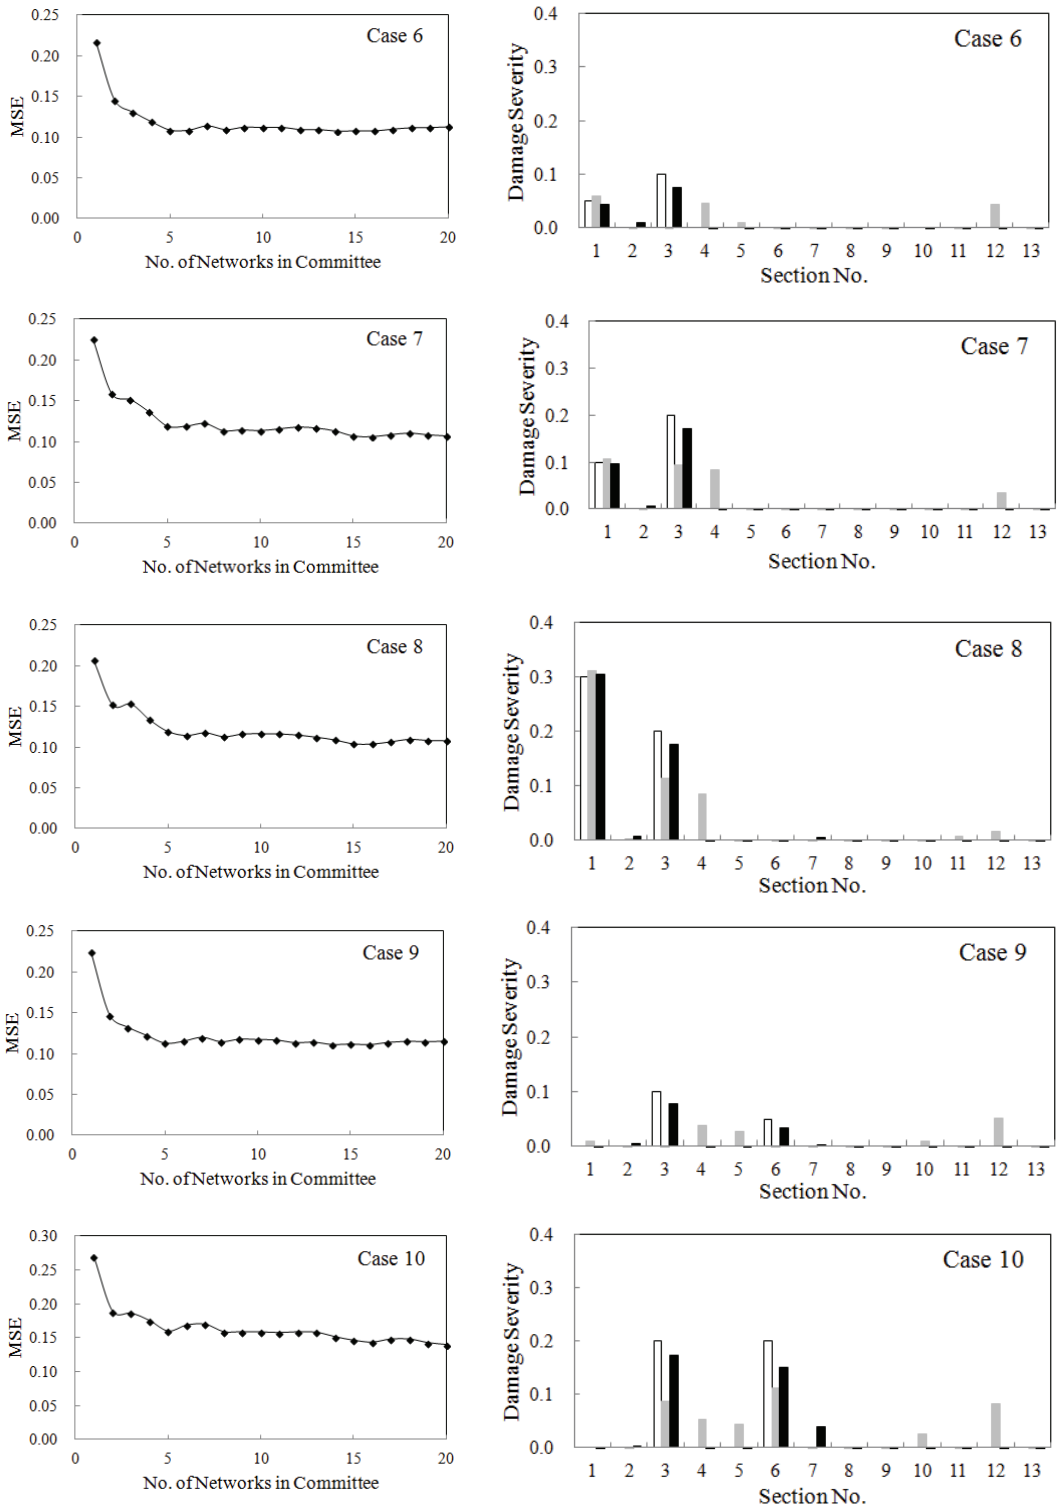 0.25
0.20
0.15
0.10
0.05
0.00
MSE
Case 6
0 5 10 15 20
No. of Networks in Committee
0.4
0.3
0.2
0.1
0.0
Damage Severity
Case 6
1 2 3 4 5 6 7 8 9 10 11 12 13
Section No.
0.25
0.20
0.15
0.10
0.05
0.00
MSE
Case 7
0 5 10 15 20
No. of Networks in Committee
0.4
0.3
0.2
0.1
0.0
Damage Severity
Case 7
1 2 3 4 5 6 7 8 9 10 11 12 13
Section No.
0.25
0.20
0.15
0.10
0.05
0.00
MSE
Case 8
0 5 10 15 20
No. of Networks in Committee
0.4
0.3
0.2
0.1
0.0
Damage Severity
Case 8
1 2 3 4 5 6 7 8 9 10 11 12 13
Section No.
0.25
0.20
0.15
0.10
0.05
0.00
MSE
Case 9
0 5 10 15 20
No. of Networks in Committee
0.4
0.3
0.2
0.1
0.0
Damage Severity
Case 9
1 2 3 4 5 6 7 8 9 10 11 12 13
Section No.
0.30
0.25
0.20
0.15
0.10
0.05
0.00
MSE
Case 10
0 5 10 15 20
No. of Networks in Committee
0.4
0.3
0.2
0.1
0.0
Damage Severity
Case 10
1 2 3 4 5 6 7 8 9 10 11 12 13
Section No.